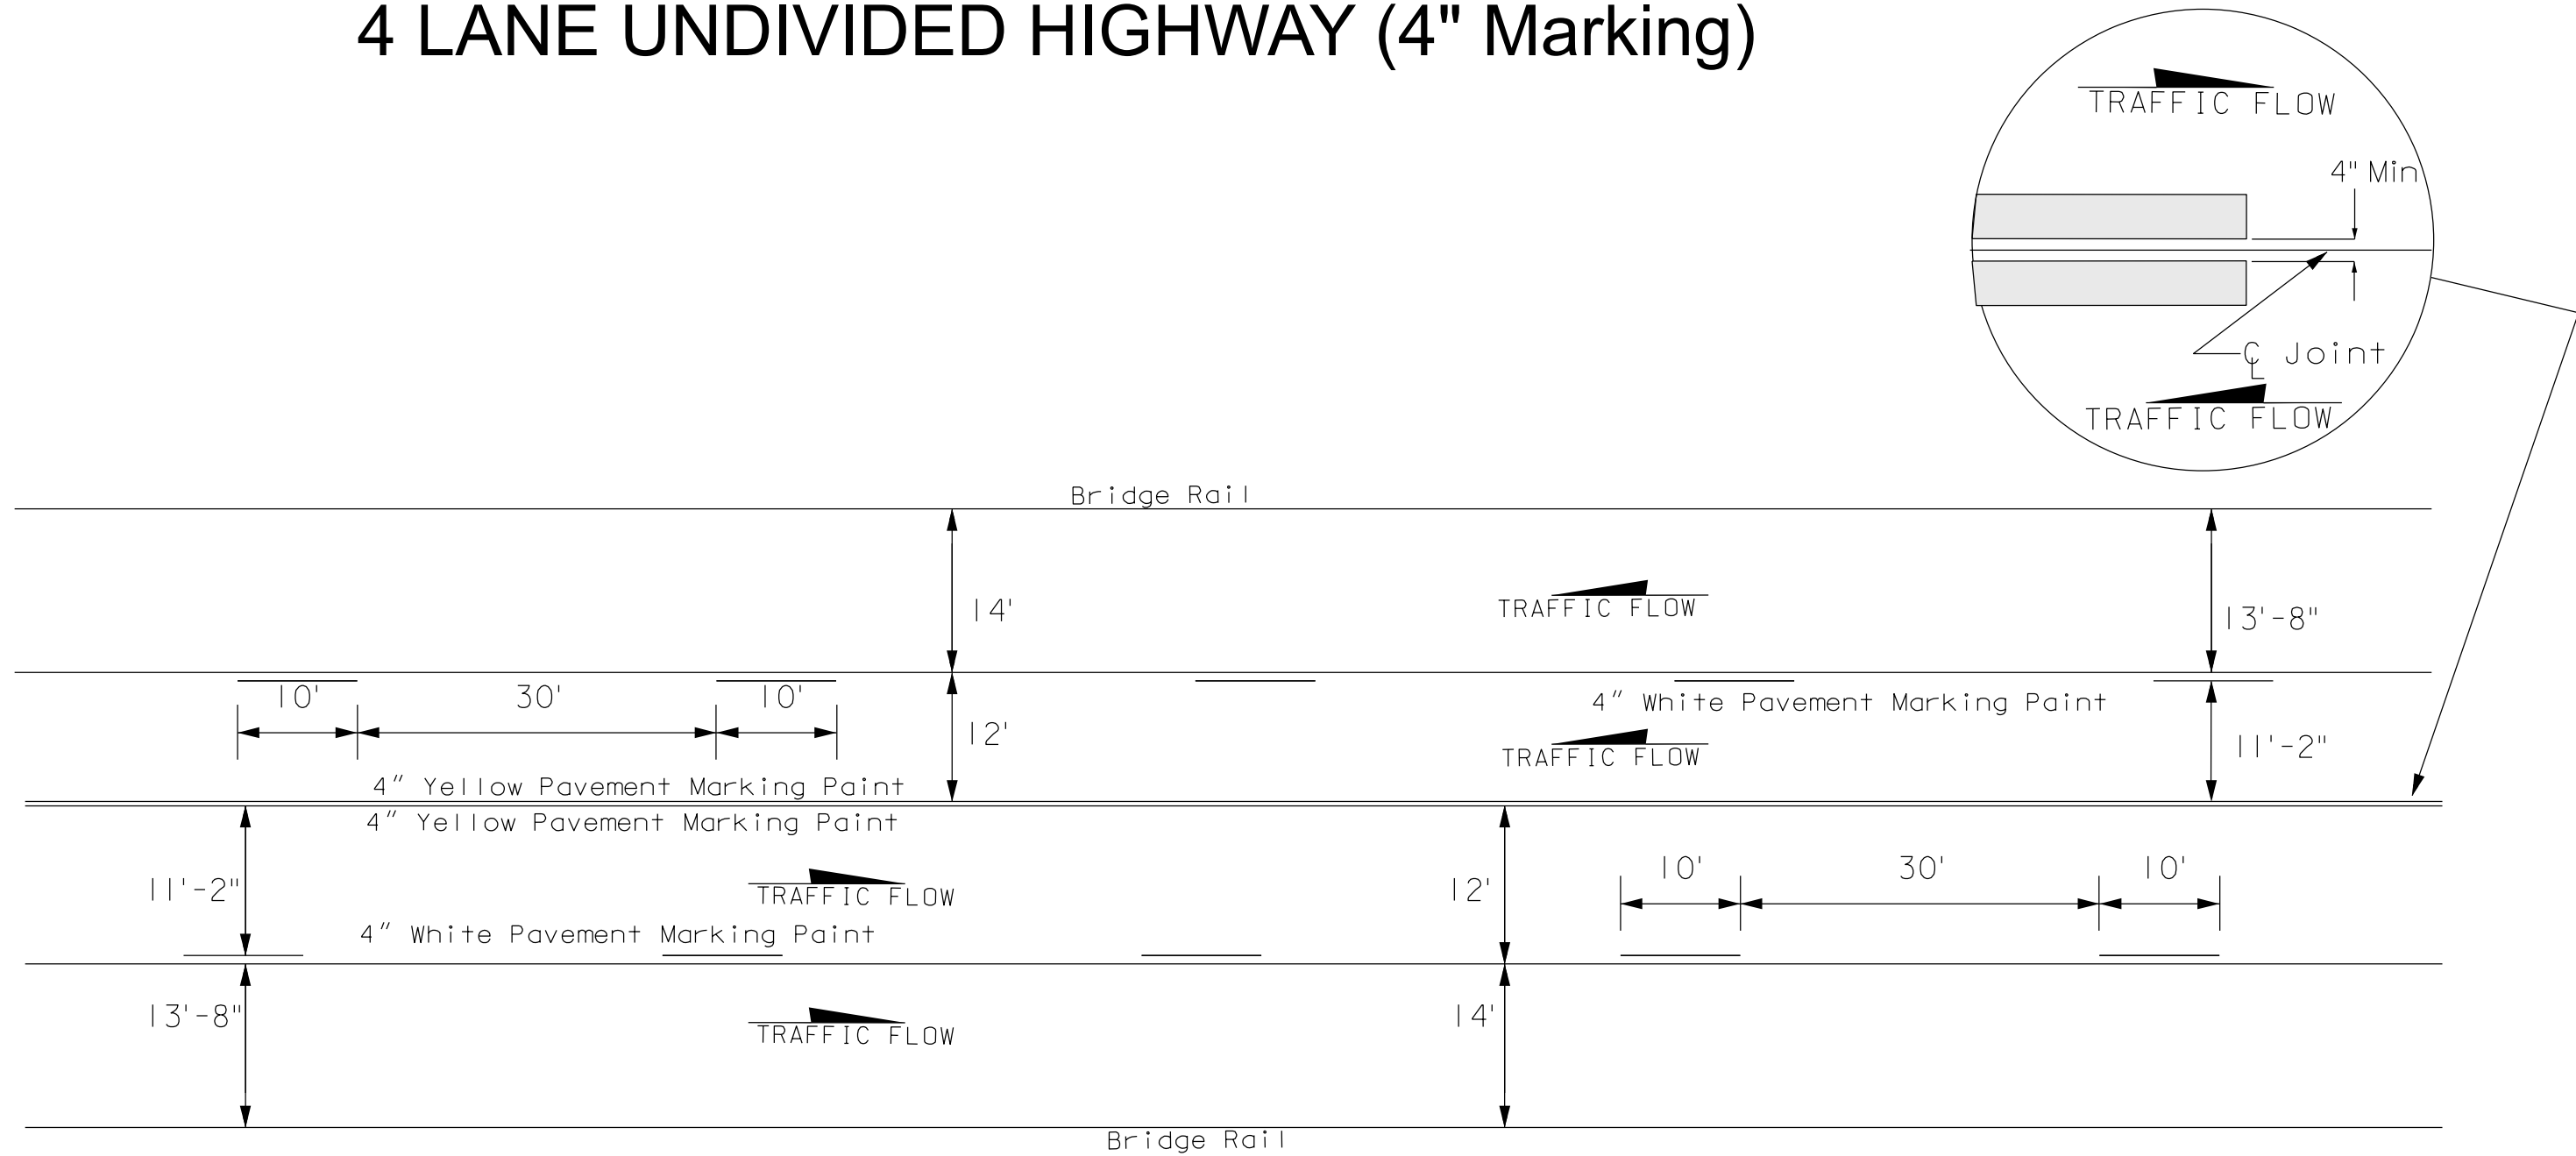 4 LANE UNDIVIDED HIGHWAY (4" Marking)
TRAFFIC FLOW
4" Min
℄ Joint
TRAFFIC FLOW
Bridge Rail
14'
TRAFFIC FLOW
13'-8"
10'
30'
10'
4" White Pavement Marking Paint
12'
TRAFFIC FLOW
11'-2"
4" Yellow Pavement Marking Paint
4" Yellow Pavement Marking Paint
11'-2"
TRAFFIC FLOW
12'
10'
30'
10'
4" White Pavement Marking Paint
13'-8"
TRAFFIC FLOW
14'
Bridge Rail